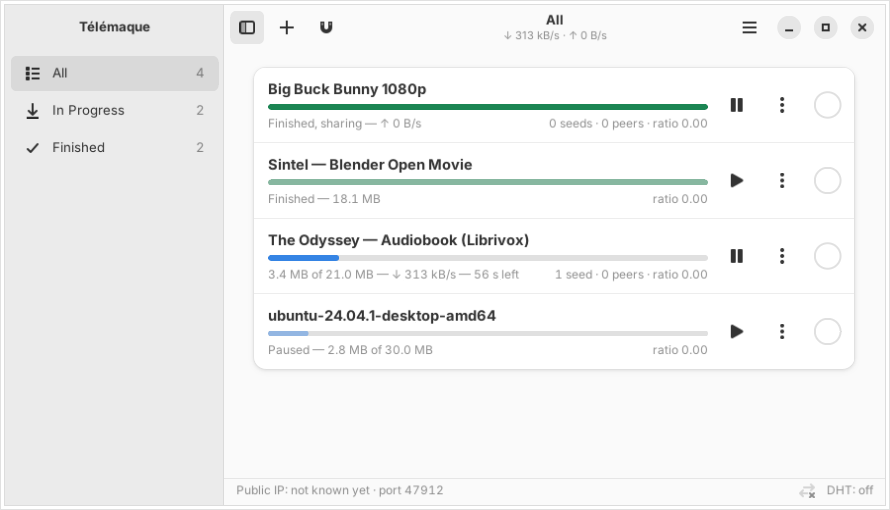 Télémaque
All 4
In Progress 2
Finished 2
All
↓ 313 kB/s · ↑ 0 B/s
Big Buck Bunny 1080p
Finished, sharing — ↑ 0 B/s 0 seeds · 0 peers · ratio 0.00
Sintel — Blender Open Movie
Finished — 18.1 MB ratio 0.00
The Odyssey — Audiobook (Librivox)
3.4 MB of 21.0 MB — ↓ 313 kB/s — 56 s left 1 seed · 0 peers · ratio 0.00
ubuntu-24.04.1-desktop-amd64
Paused — 2.8 MB of 30.0 MB ratio 0.00
Public IP: not known yet · port 47912 DHT: off